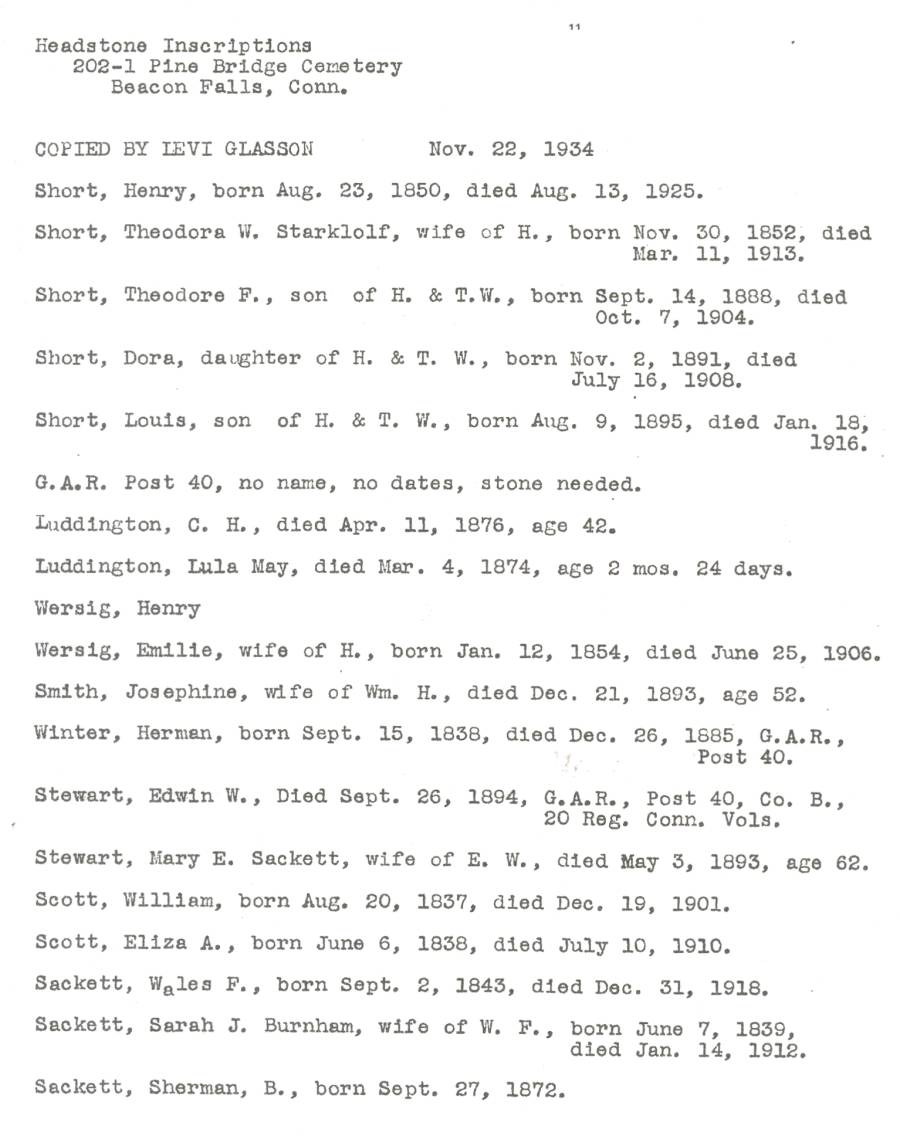 "
Headstone Inscriptions
202-1 Pine Bridge Cemetery
Beacon Falls, Conn.
COPIED BY LEVI GLASSON Nov. 22, 1934
Short, Henry, born Aug. 23, 1850, died Aug. 13, 1925.
Short, Theodora W. Starklolf, wife of H., born Nov. 30, 1852, died
Mar. 11, 1913.
Short, Theodore F., son of H. & T.W., born Sept. 14, 1888, died
Oct. 7, 1904.
Short, Dora, daughter of H. & T. W., born Nov. 2, 1891, died
July 16, 1908.
Short, Louis, son of H. & T. W., born Aug. 9, 1895, died Jan. 18,
1916.
G.A.R. Post 40, no name, no dates, stone needed.
Luddington, C. H., died Apr. 11, 1876, age 42.
Luddington, Lula May, died Mar. 4, 1874, age 2 mos. 24 days.
Wersig, Henry
Wersig, Emilie, wife of H., born Jan. 12, 1854, died June 25, 1906.
Smith, Josephine, wife of Wm. H., died Dec. 21, 1893, age 52.
Winter, Herman, born Sept. 15, 1838, died Dec. 26, 1885, G.A.R.,
Post 40.
Stewart, Edwin W., Died Sept. 26, 1894, G.A.R., Post 40, Co. B.,
20 Reg. Conn. Vols.
Stewart, Mary E. Sackett, wife of E. W., died May 3, 1893, age 62.
Scott, William, born Aug. 20, 1837, died Dec. 19, 1901.
Scott, Eliza A., born June 6, 1838, died July 10, 1910.
Sackett, Wales F., born Sept. 2, 1843, died Dec. 31, 1918.
Sackett, Sarah J. Burnham, wife of W. F., born June 7, 1839,
died Jan. 14, 1912.
Sackett, Sherman, B., born Sept. 27, 1872.